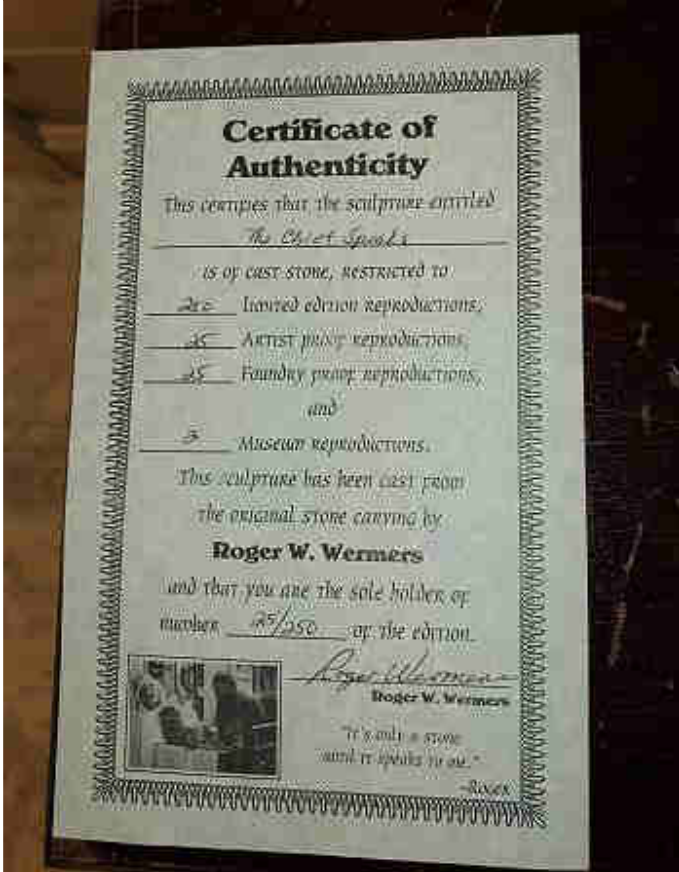 Certificate of
Authenticity
This certifies that the sculpture entitled
The Chief Speaks
is of cast stone, restricted to
200 limited edition reproductions,
25 Artist proof reproductions,
25 Foundry proof reproductions,
and
3 Museum reproductions.
This sculpture has been cast from
the original stone carving by
Roger W. Wermers
and that you are the sole holder of
number 25/250 of the edition.
Roger Wermers
Roger W. Wermers
"It's only a stone
until it speaks to me."